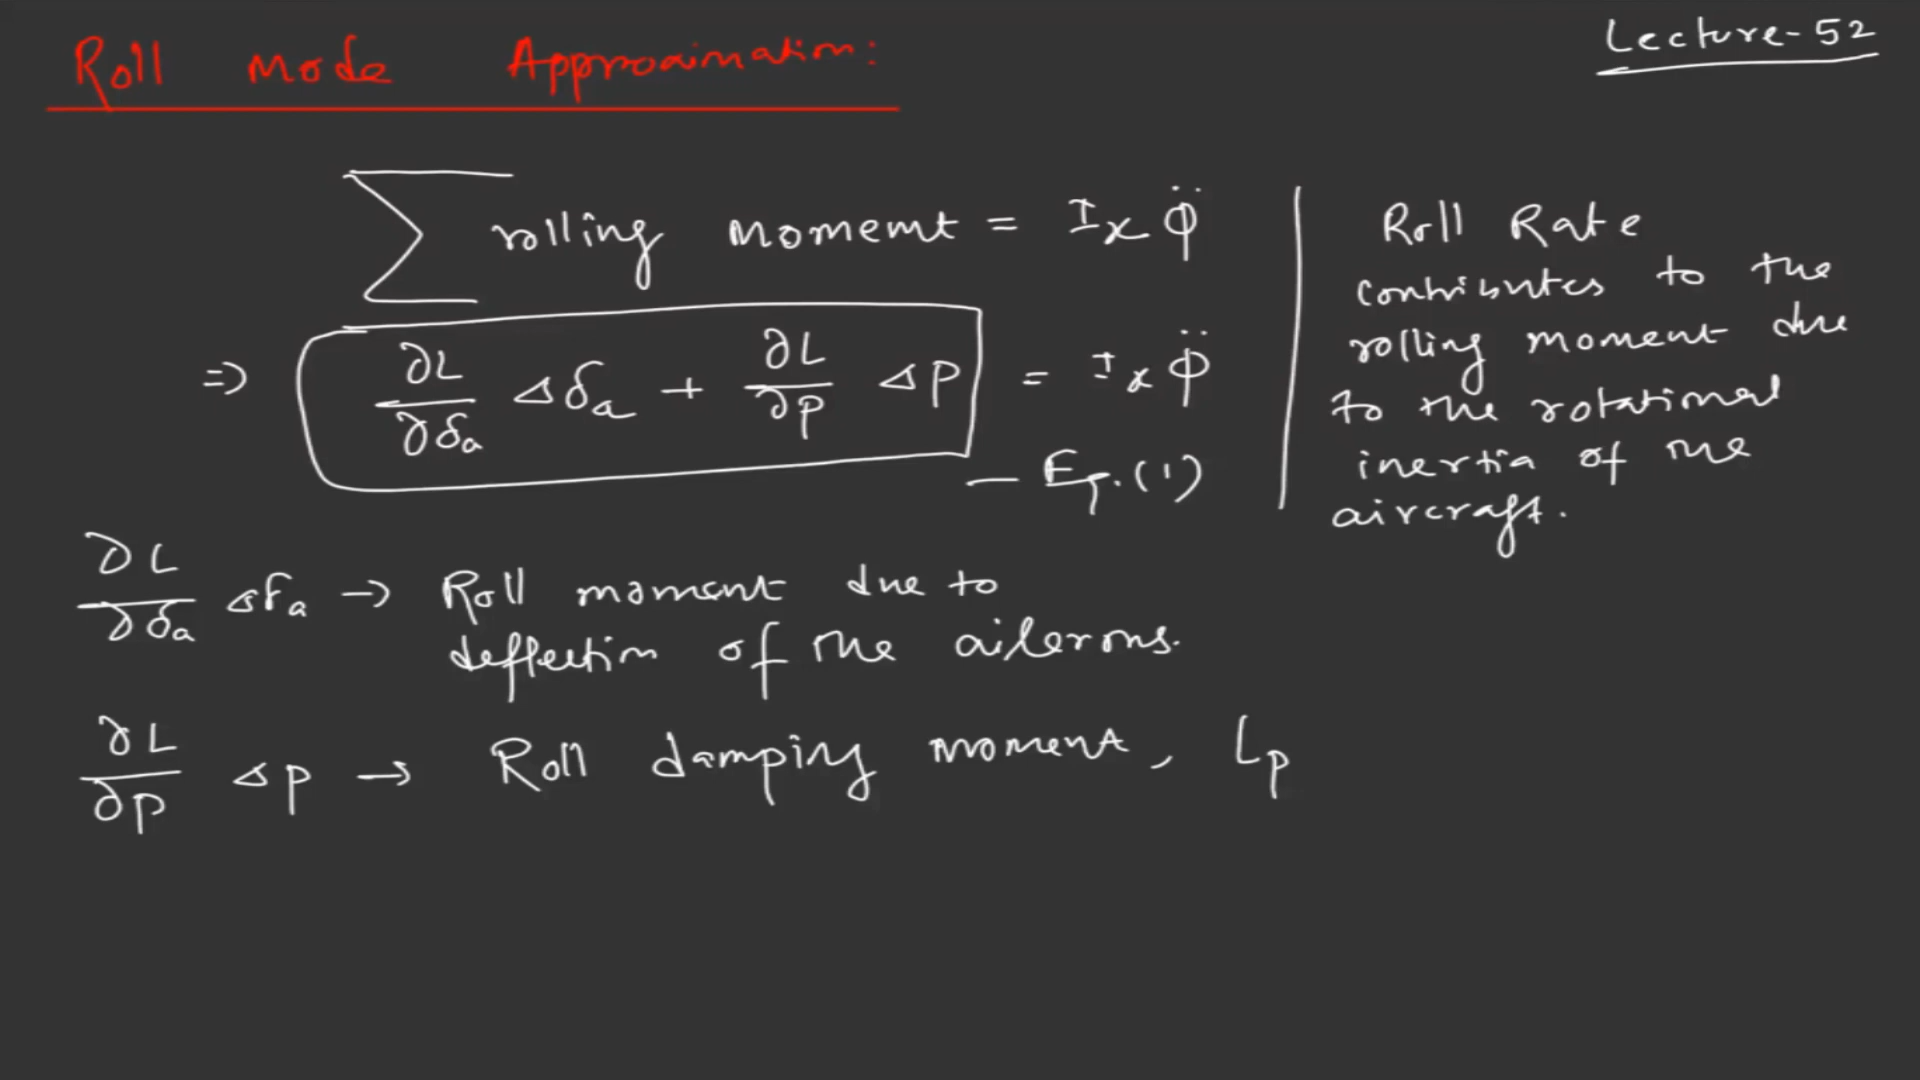 Lecture-52
Roll Mode Approximation:
∑ rolling moment = Iₓ φ̈
⇒ ∂L/∂δₐ Δδₐ + ∂L/∂p Δp = Iₓ φ̈
— Eq.(1)
Roll Rate
contributes to the
rolling moment due
to the rotational
inertia of the
aircraft.
∂L/∂δₐ Δδₐ → Roll moment due to
deflection of the ailerons.
∂L/∂p Δp → Roll damping moment, Lₚ